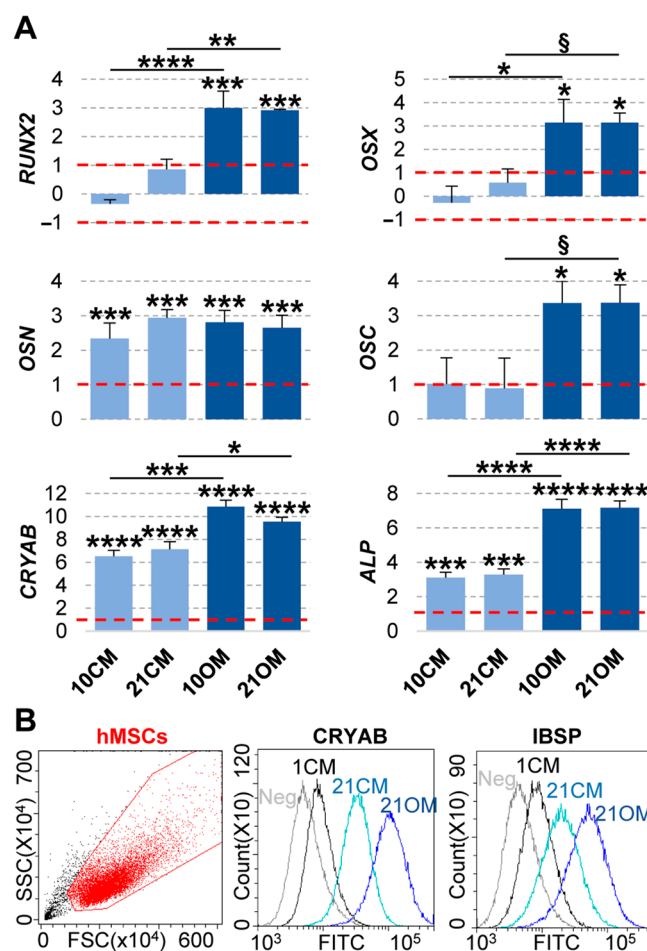 A
**
****
***
***
4
3
2
1
0
−1
RUNX2
§
*
*
*
5
4
3
2
1
0
−1
OSX
***
***
***
***
4
3
2
1
0
OSN
§
*
*
4
3
2
1
0
OSC
*
***
****
****
****
****
12
10
8
6
4
2
0
CRYAB
10CM
21CM
10OM
21OM
****
****
********
***
***
8
6
4
2
0
ALP
10CM
21CM
10OM
21OM
B
hMSCs
700
0
SSC(X10⁴)
0
FSC(x10⁴)
600
CRYAB
120
0
Count(X10)
Neg
1CM
21CM
21OM
10³
FITC
10⁵
IBSP
90
0
Count(X10)
Neg
1CM
21CM
21OM
10³
FITC
10⁵